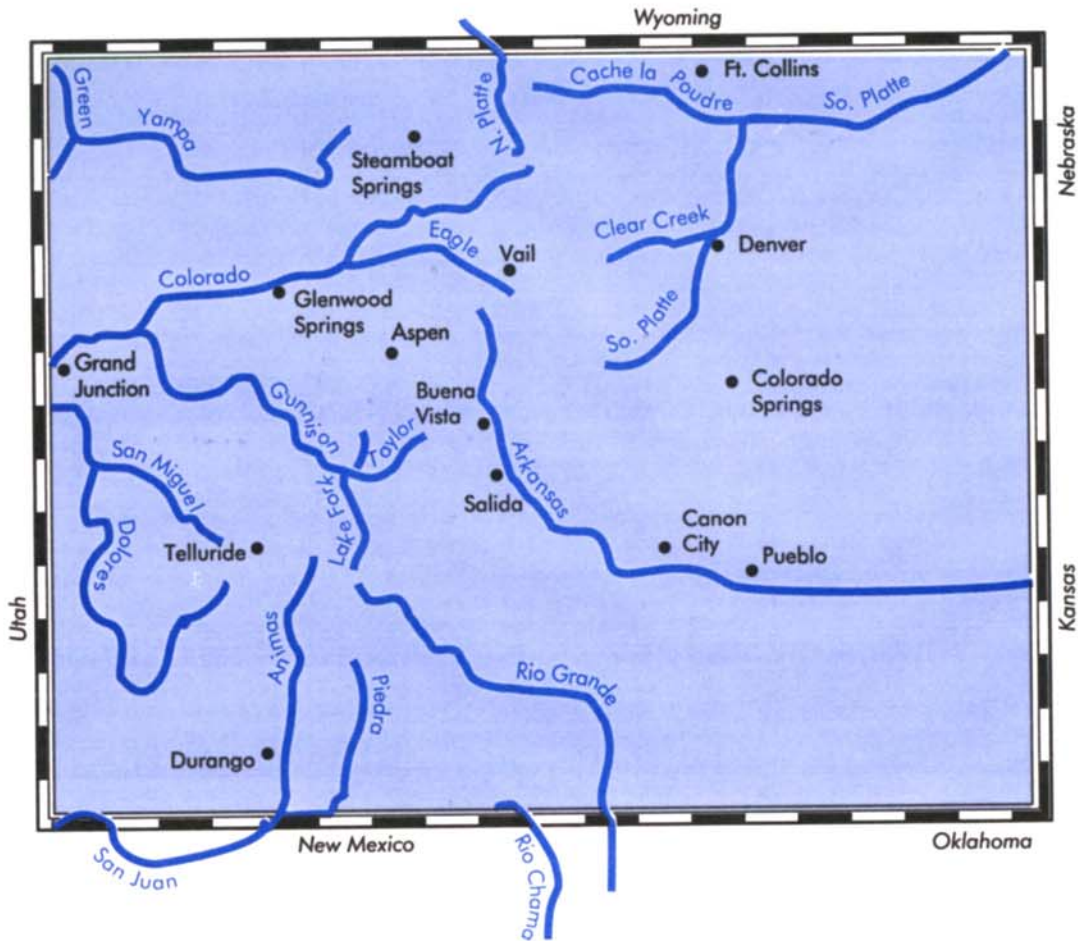 Wyoming
Green
Yampa
N. Platte
Cache la
Poudre
Ft. Collins
So. Platte
Nebraska
Steamboat
Springs
Clear Creek
Denver
Eagle
Vail
Colorado
Glenwood
Springs
So. Platte
Aspen
Grand
Junction
Colorado
Springs
Buena
Vista
Gunnison
Taylor
San Miguel
Arkansas
Salida
Lake Fork
Canon
City
Pueblo
Dolores
Telluride
Utah
Kansas
Animas
Piedra
Rio Grande
Durango
New Mexico
Oklahoma
San Juan
Rio Chama